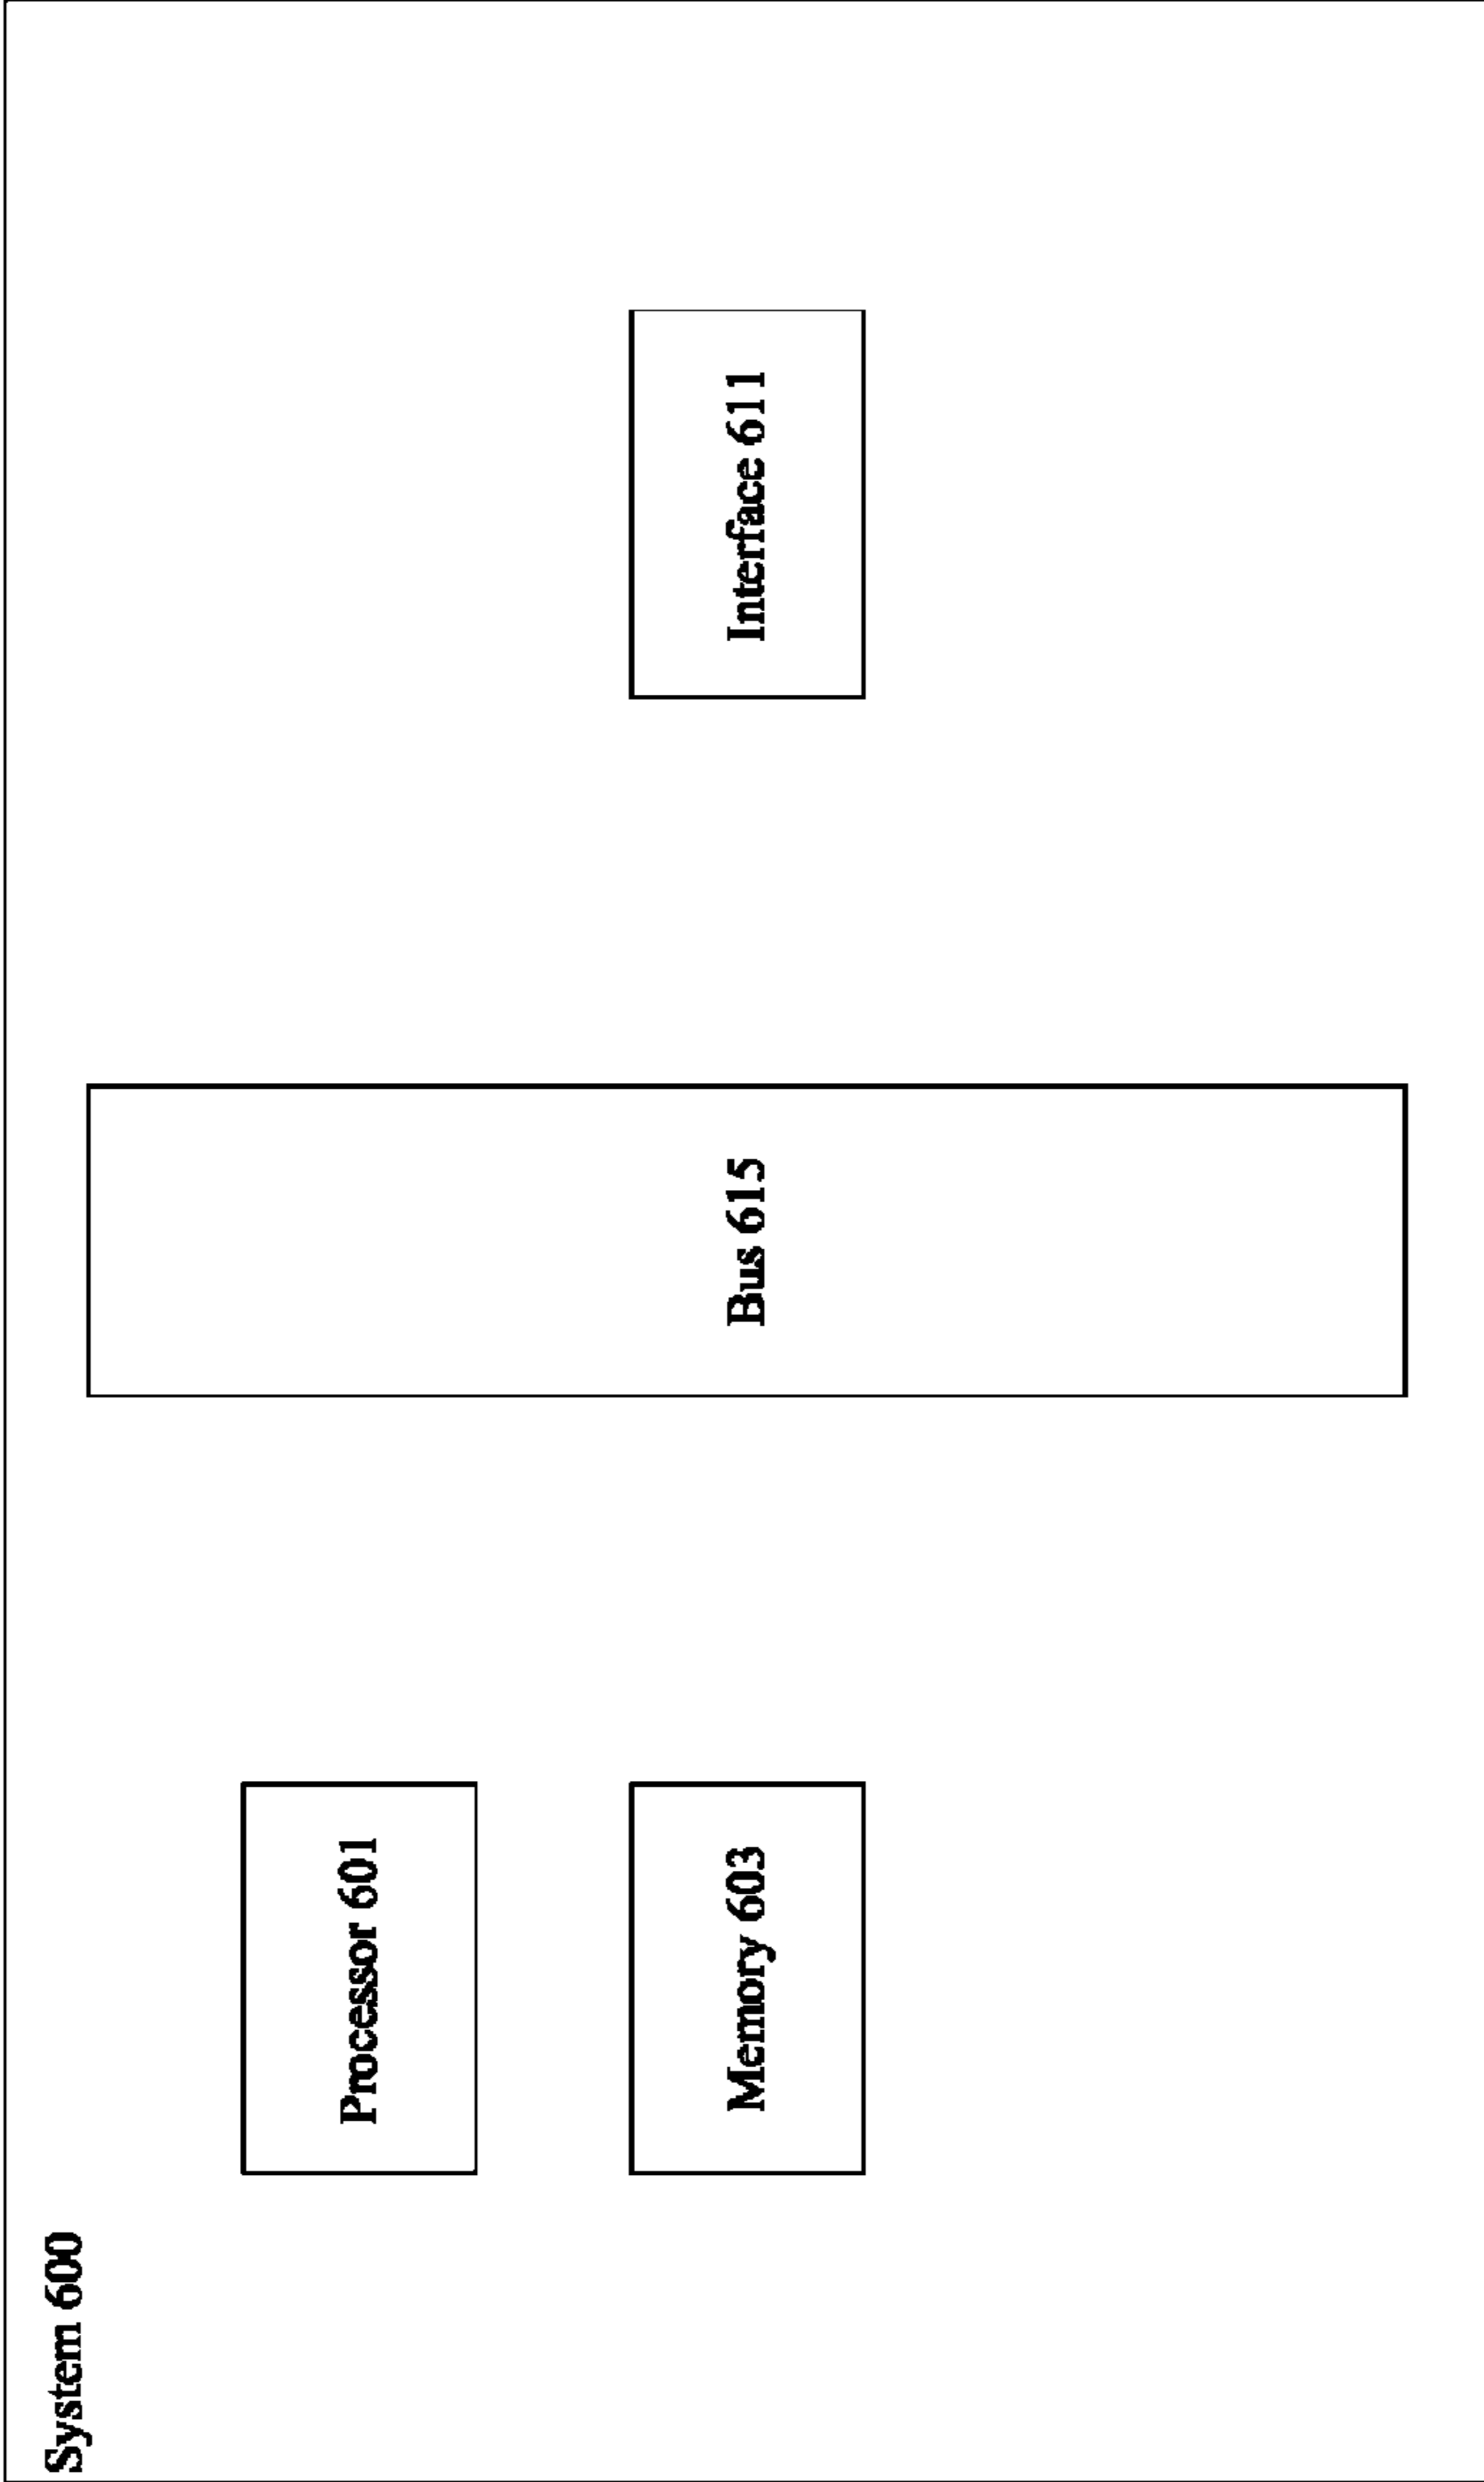 System 600
Processor 601
Memory 603
Bus 615
Interface 611